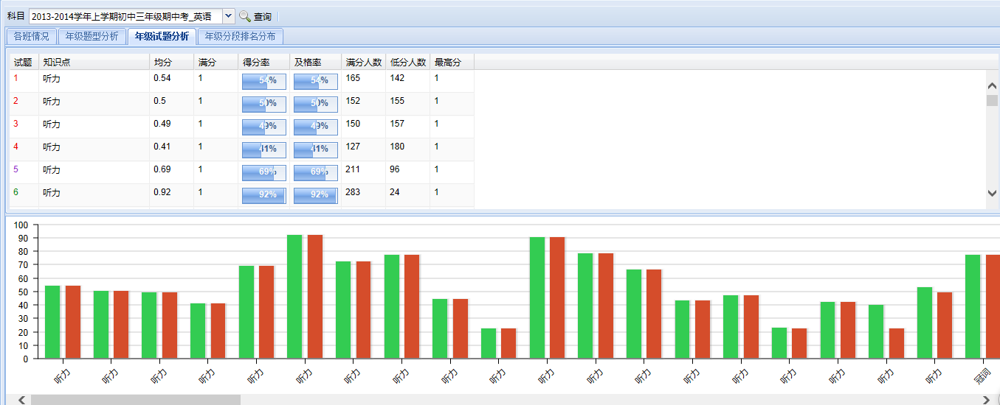 科目 2013-2014学年上学期初中三年级期中考_英语 查询
各班情况 年级题型分析 年级试题分析 年级分段排名分布
试题 知识点 均分 满分 得分率 及格率 满分人数 低分人数 最高分
1 听力 0.54 1 54% 54% 165 142 1
2 听力 0.5 1 50% 50% 152 155 1
3 听力 0.49 1 49% 49% 150 157 1
4 听力 0.41 1 41% 41% 127 180 1
5 听力 0.69 1 69% 69% 211 96 1
6 听力 0.92 1 92% 92% 283 24 1
100
90
80
70
60
50
40
30
20
10
0
听力 听力 听力 听力 听力 听力 听力 听力 听力 听力 听力 听力 听力 听力 听力 听力 听力 听力 听力 冠词